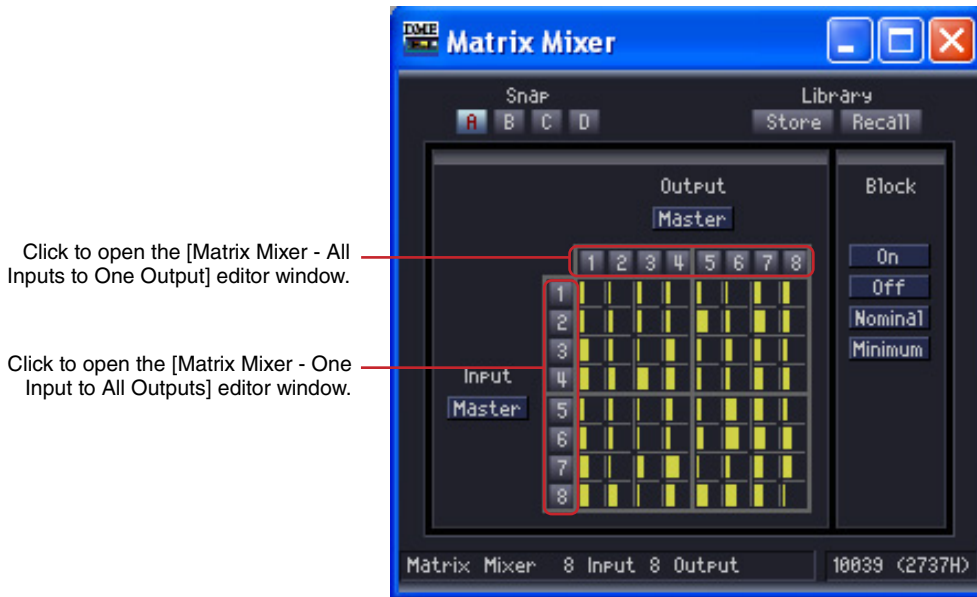 DME Matrix Mixer
Snap
Library
A B C D
Store Recall
Output
Block
Master
Click to open the [Matrix Mixer - All
Inputs to One Output] editor window.
1 2 3 4 5 6 7 8
On
Off
Nominal
Minimum
1
2
3
4
5
6
7
8
Click to open the [Matrix Mixer - One
Input to All Outputs] editor window.
Input
Master
Matrix Mixer 8 Input 8 Output
10039 (2737H)